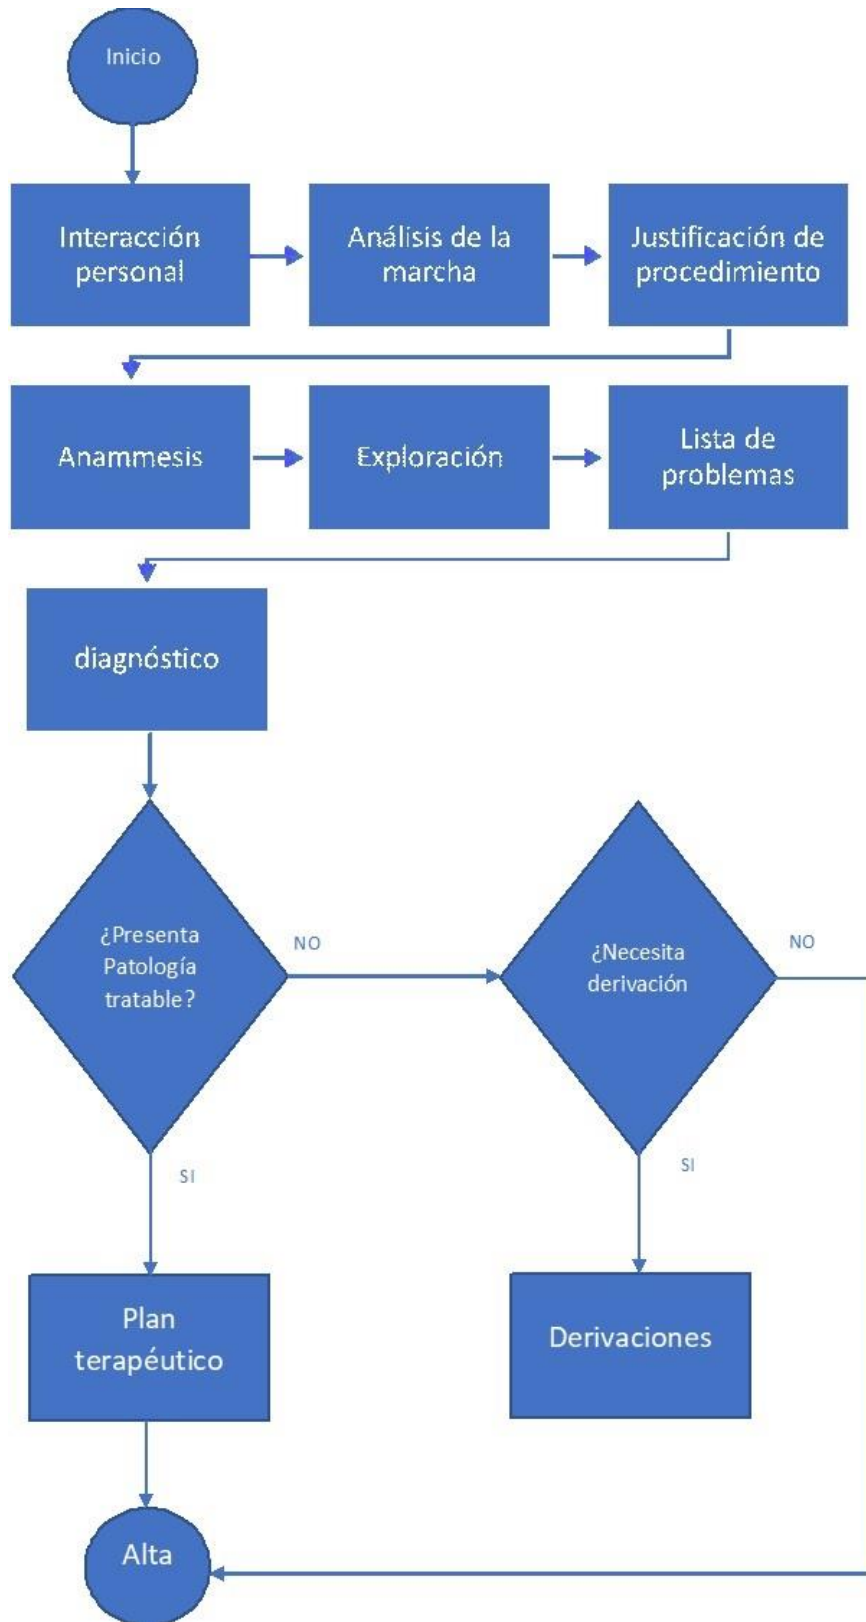 Inicio
Interacción
personal
Análisis de la
marcha
Justificación de
procedimiento
Anammesis
Exploración
Lista de
problemas
diagnóstico
¿Presenta
Patología
tratable?
NO
¿Necesita
derivación
NO
SI
SI
Plan
terapéutico
Derivaciones
Alta